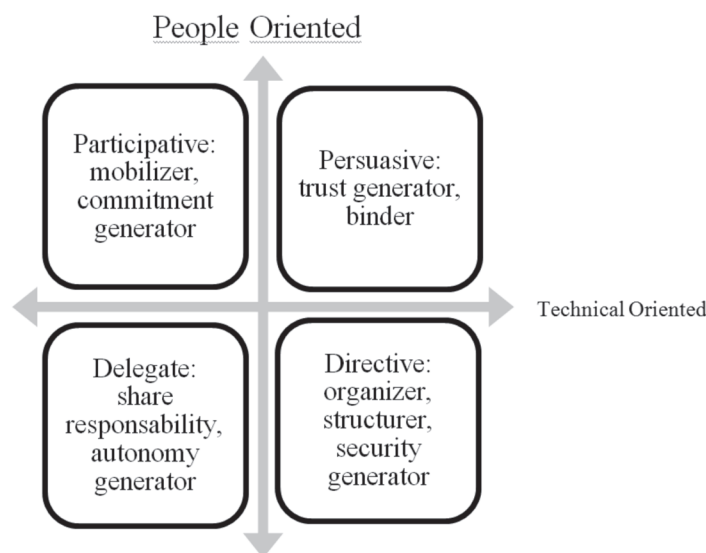 People Oriented
Participative:
mobilizer,
commitment
generator
Persuasive:
trust generator,
binder
Technical Oriented
Delegate:
share
responsability,
autonomy
generator
Directive:
organizer,
structurer,
security
generator